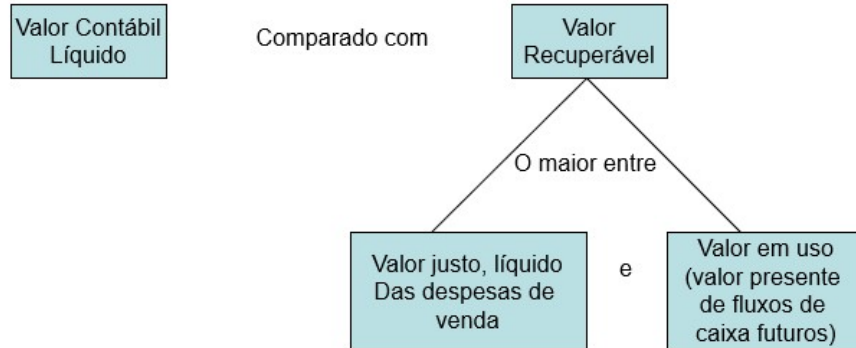 Valor Contábil
Líquido
Comparado com
Valor
Recuperável
O maior entre
Valor justo, líquido
Das despesas de
venda
e
Valor em uso
(valor presente
de fluxos de
caixa futuros)